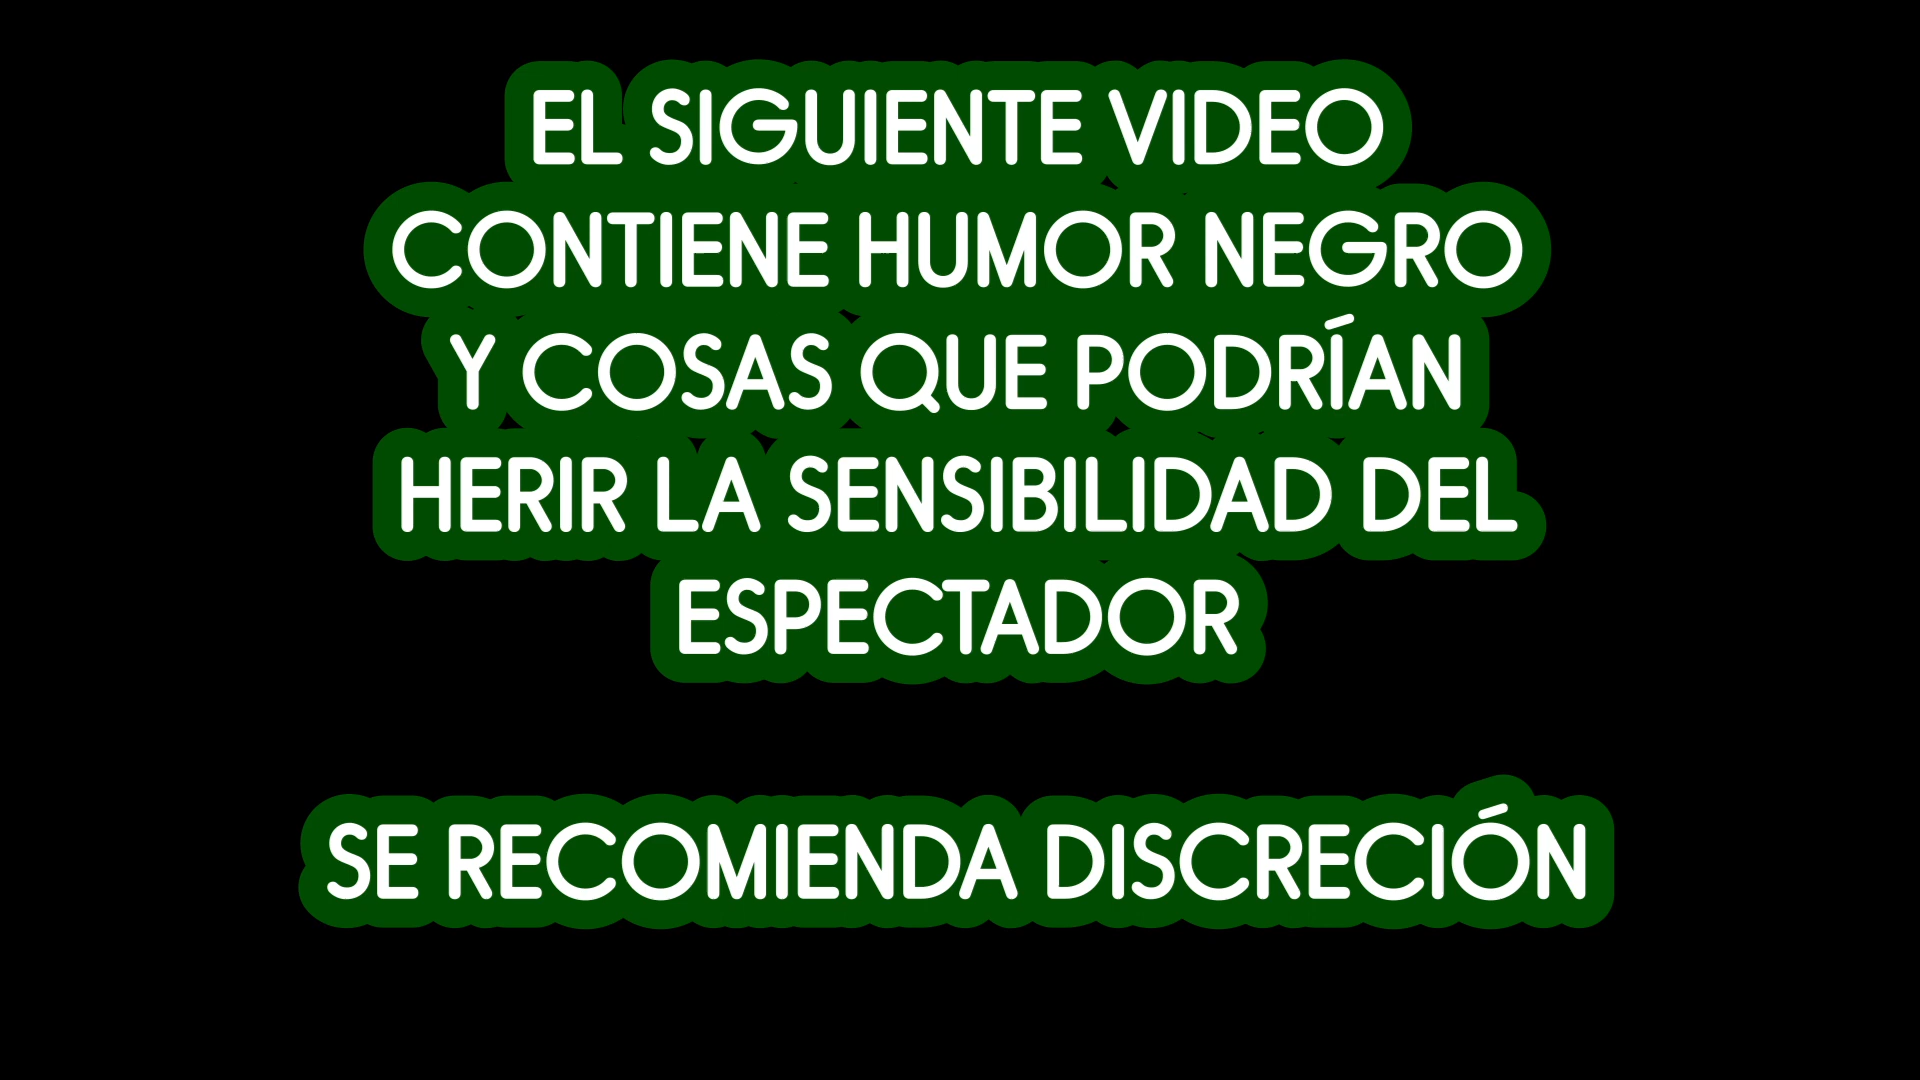 EL SIGUIENTE VIDEO
CONTIENE HUMOR NEGRO
Y COSAS QUE PODRÍAN
HERIR LA SENSIBILIDAD DEL
ESPECTADOR
SE RECOMIENDA DISCRECIÓN